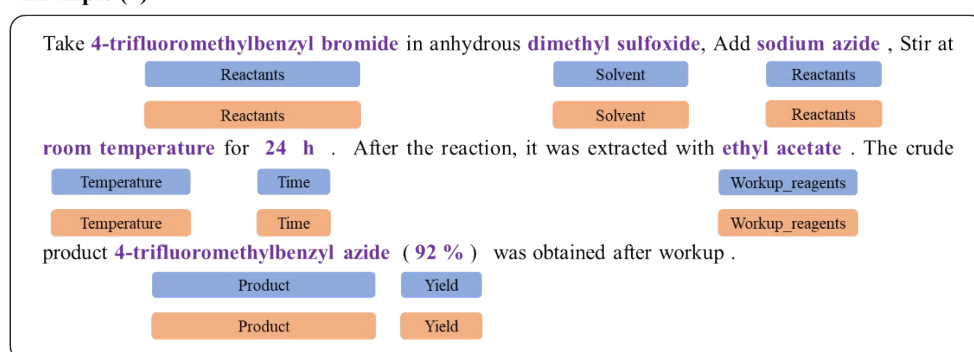 Take 4-trifluoromethylbenzyl bromide in anhydrous dimethyl sulfoxide, Add sodium azide , Stir at
Reactants Solvent Reactants
Reactants Solvent Reactants
room temperature for 24 h . After the reaction, it was extracted with ethyl acetate . The crude
Temperature Time Workup_reagents
Temperature Time Workup_reagents
product 4-trifluoromethylbenzyl azide ( 92 % ) was obtained after workup .
Product Yield
Product Yield